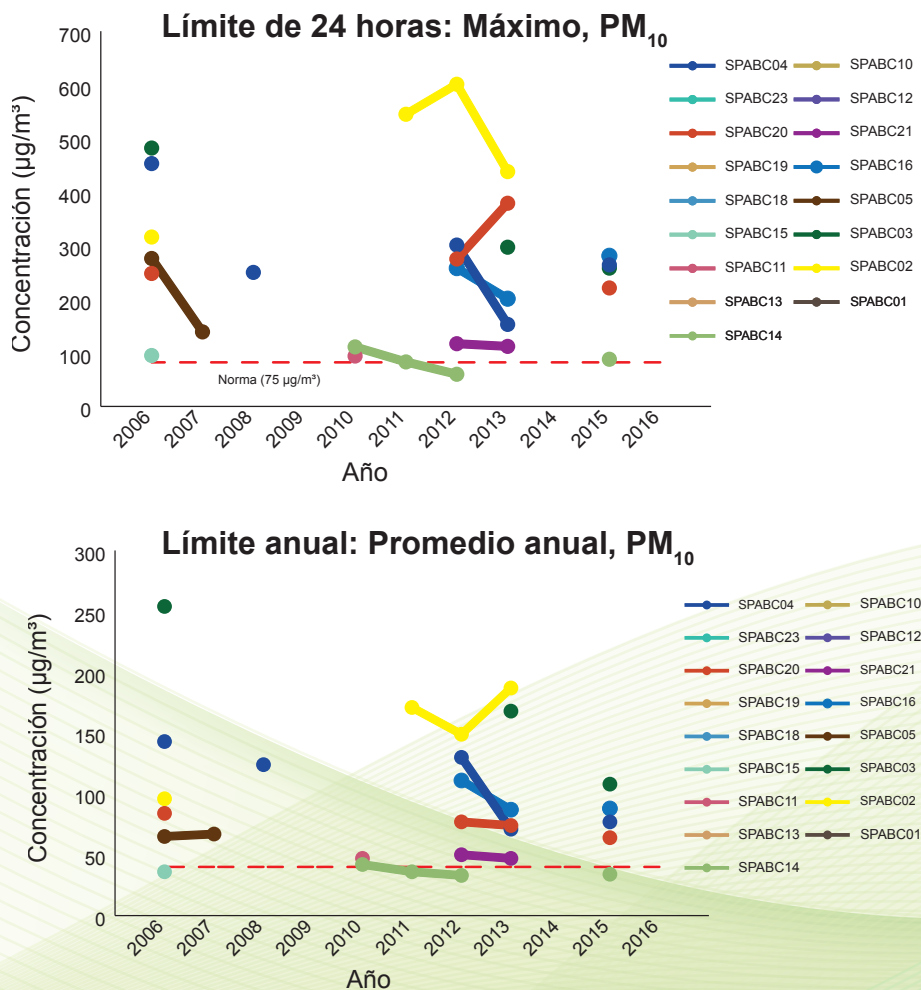 Límite de 24 horas: Máximo, PM10
Concentración (µg/m³)
700
600
500
400
300
200
100
0
Norma (75 µg/m³)
2006
2007
2008
2009
2010
2011
2012
2013
2014
2015
2016
Año
SPABC04 SPABC10
SPABC23 SPABC12
SPABC20 SPABC21
SPABC19 SPABC16
SPABC18 SPABC05
SPABC15 SPABC03
SPABC11 SPABC02
SPABC13 SPABC01
SPABC14
Límite anual: Promedio anual, PM10
Concentración (µg/m³)
300
250
200
150
100
50
0
2006
2007
2008
2009
2010
2011
2012
2013
2014
2015
2016
Año
SPABC04 SPABC10
SPABC23 SPABC12
SPABC20 SPABC21
SPABC19 SPABC16
SPABC18 SPABC05
SPABC15 SPABC03
SPABC11 SPABC02
SPABC13 SPABC01
SPABC14